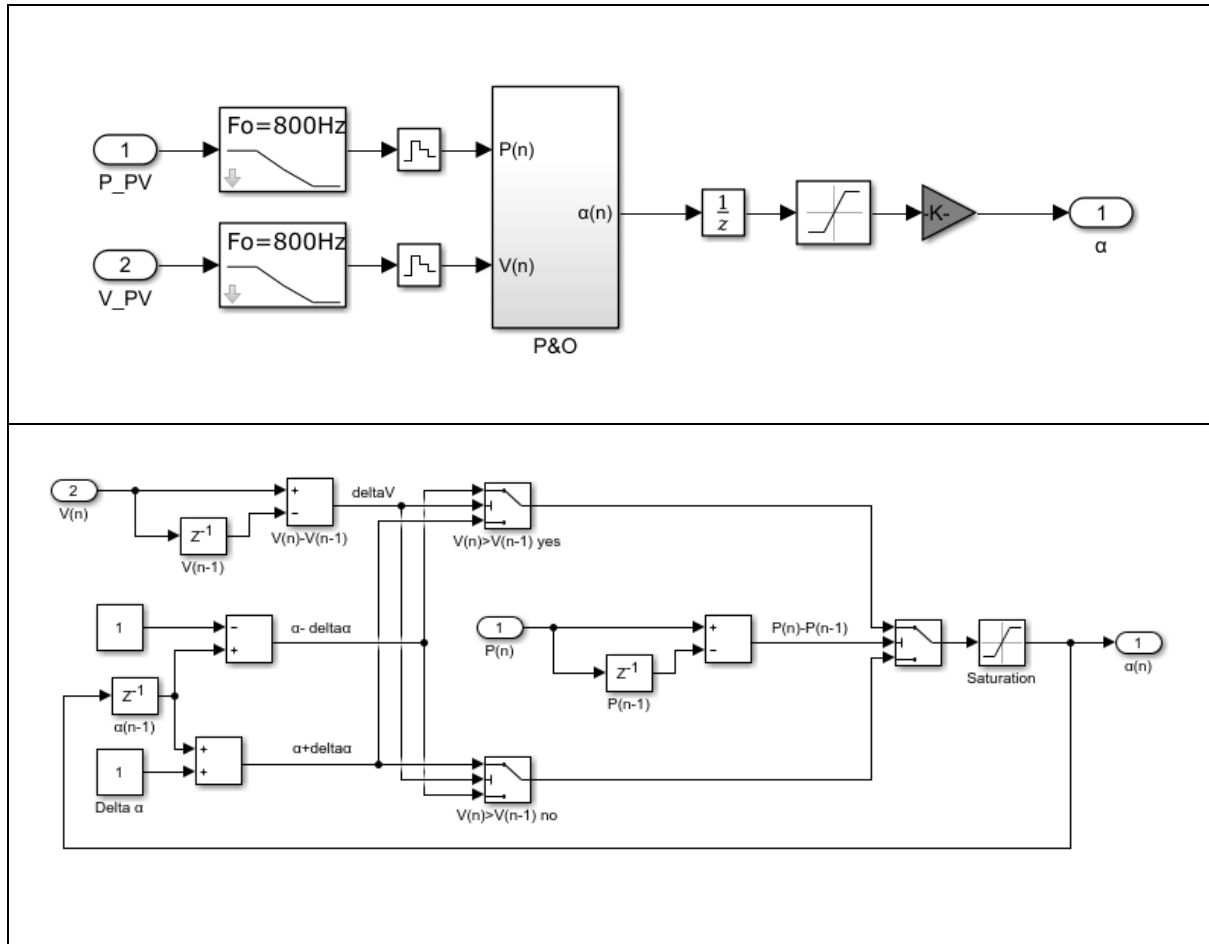 Fo=800Hz
1
P_PV
Fo=800Hz
2
V_PV
P(n)
V(n)
α(n)
P&O
1
z
-K-
1
α
2
V(n)
+
−
V(n)-V(n-1)
Z-1
V(n-1)
deltaV
V(n)>V(n-1) yes
1
−
+
α- deltaα
1
P(n)
+
−
P(n)-P(n-1)
Z-1
P(n-1)
Saturation
1
α(n)
Z-1
α(n-1)
+
+
α+deltaα
1
Delta α
V(n)>V(n-1) no